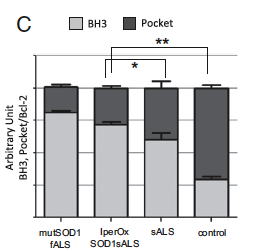 C
BH3 Pocket
**
*
Arbitrary Unit
BH3, Pocket/Bcl-2
mutSOD1 IperOx sALS control
fALS SOD1sALS